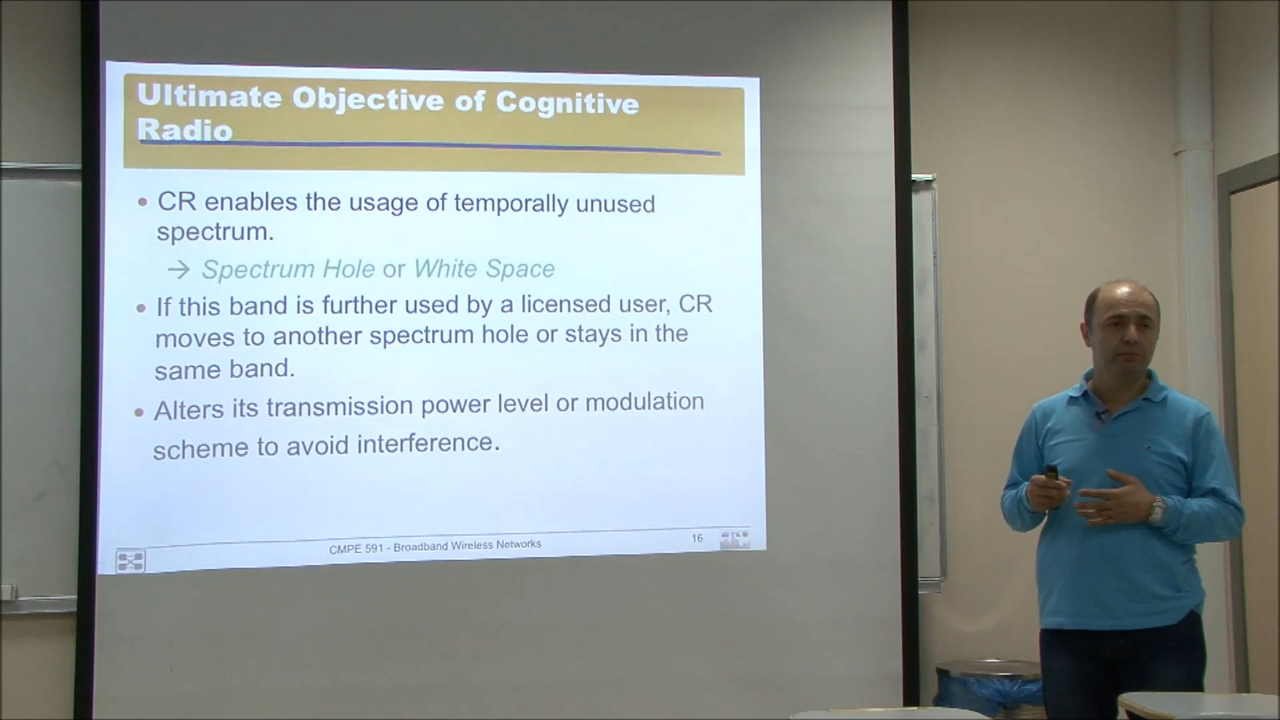 Ultimate Objective of Cognitive
Radio
• CR enables the usage of temporally unused
spectrum.
→ Spectrum Hole or White Space
• If this band is further used by a licensed user, CR
moves to another spectrum hole or stays in the
same band.
• Alters its transmission power level or modulation
scheme to avoid interference.
CMPE 591 - Broadband Wireless Networks
16